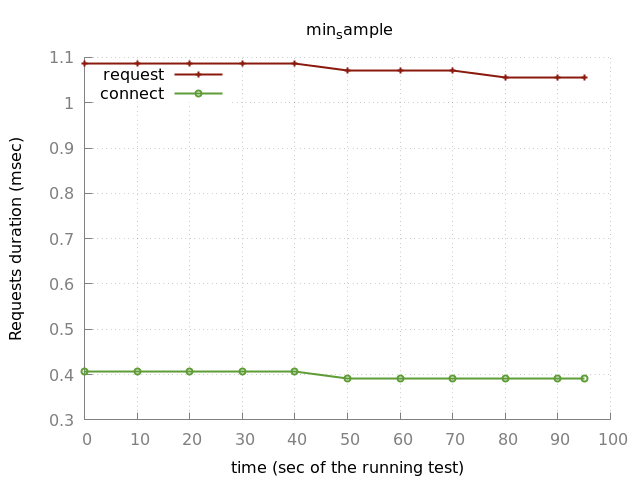 min_sample
1.1
request
connect
1
0.9
0.8
0.7
0.6
0.5
0.4
0.3
Requests duration (msec)
0 10 20 30 40 50 60 70 80 90 100
time (sec of the running test)